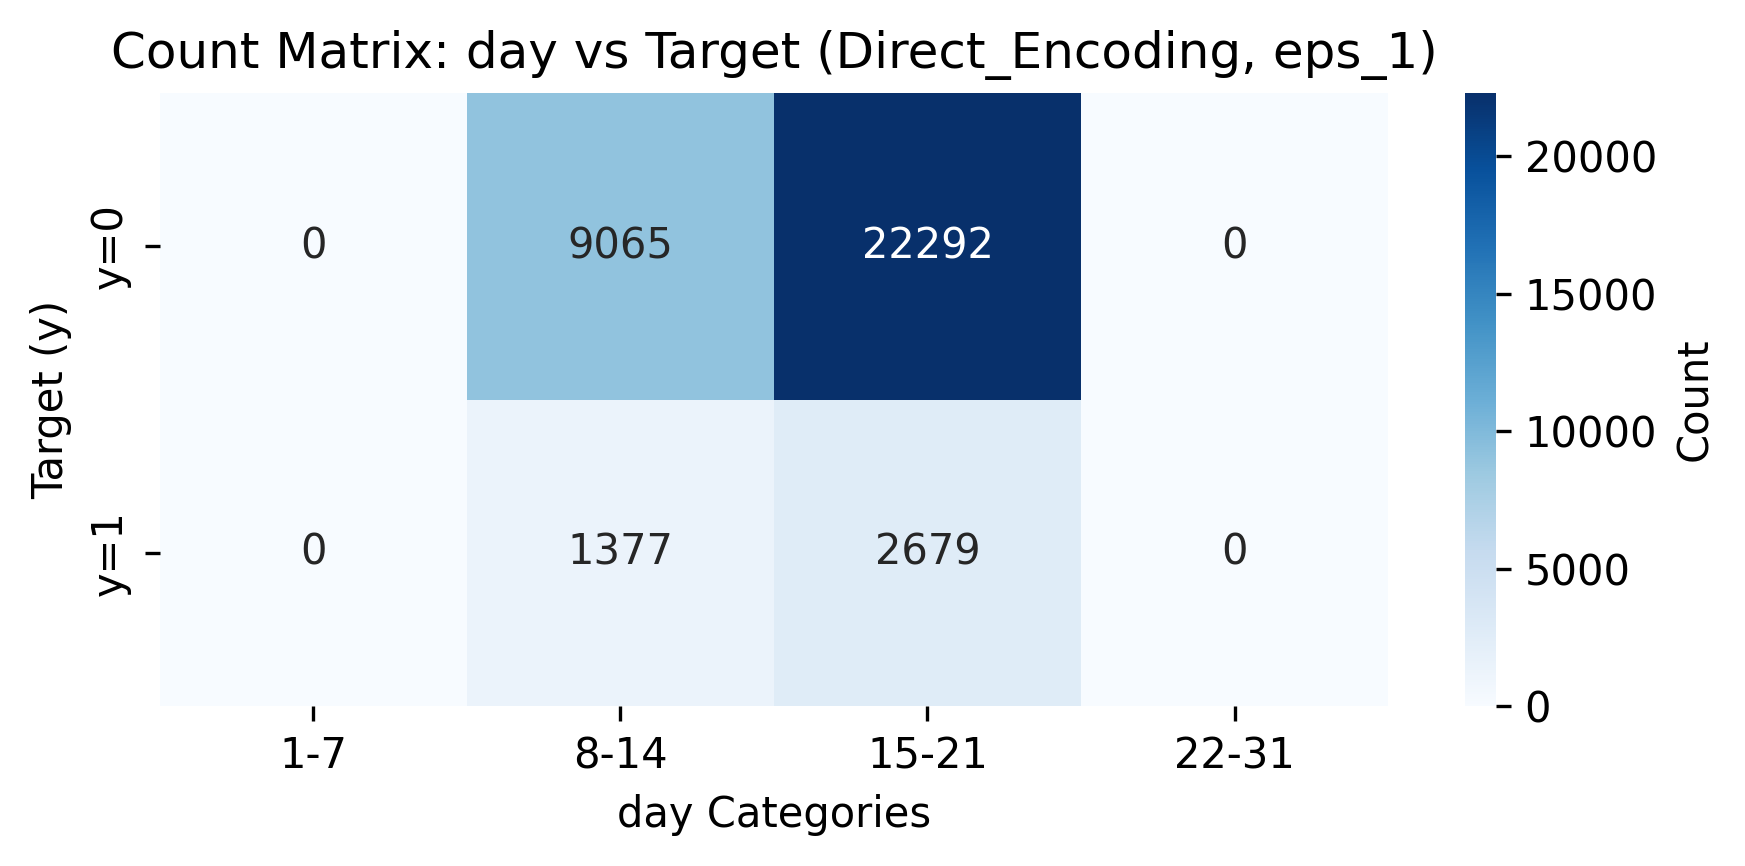 Count Matrix: day vs Target (Direct_Encoding, eps_1)
Target (y)
y=0
0 9065 22292 0
y=1
0 1377 2679 0
1-7 8-14 15-21 22-31
day Categories
20000
15000
10000
5000
0
Count